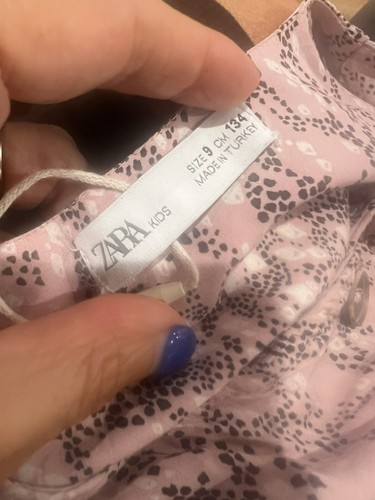 ZARA KIDS
SIZE 9 CM 134
MADE IN TURKEY